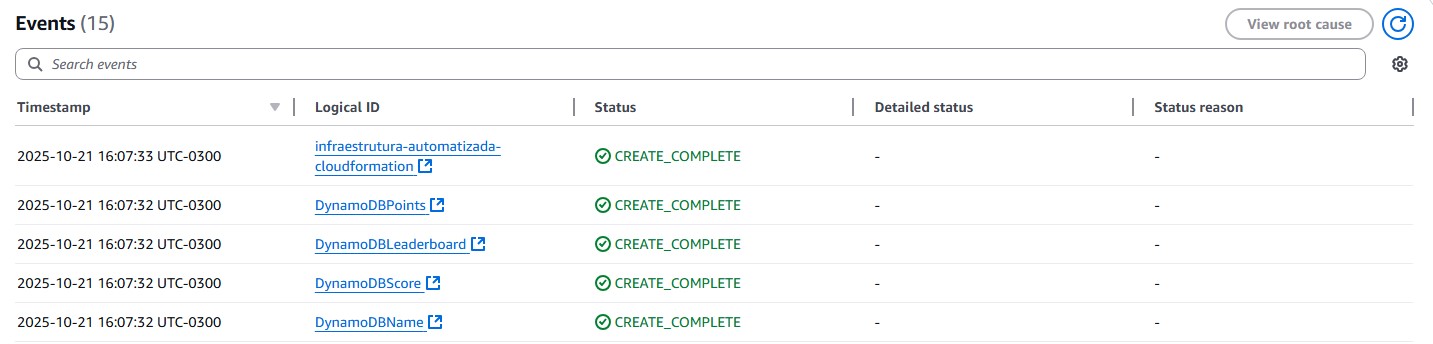 Events (15)
View root cause
Search events
Timestamp Logical ID Status Detailed status Status reason
2025-10-21 16:07:33 UTC-0300 infraestrutura-automatizada-
cloudformation CREATE_COMPLETE - -
2025-10-21 16:07:32 UTC-0300 DynamoDBPoints CREATE_COMPLETE - -
2025-10-21 16:07:32 UTC-0300 DynamoDBLeaderboard CREATE_COMPLETE - -
2025-10-21 16:07:32 UTC-0300 DynamoDBScore CREATE_COMPLETE - -
2025-10-21 16:07:32 UTC-0300 DynamoDBName CREATE_COMPLETE - -